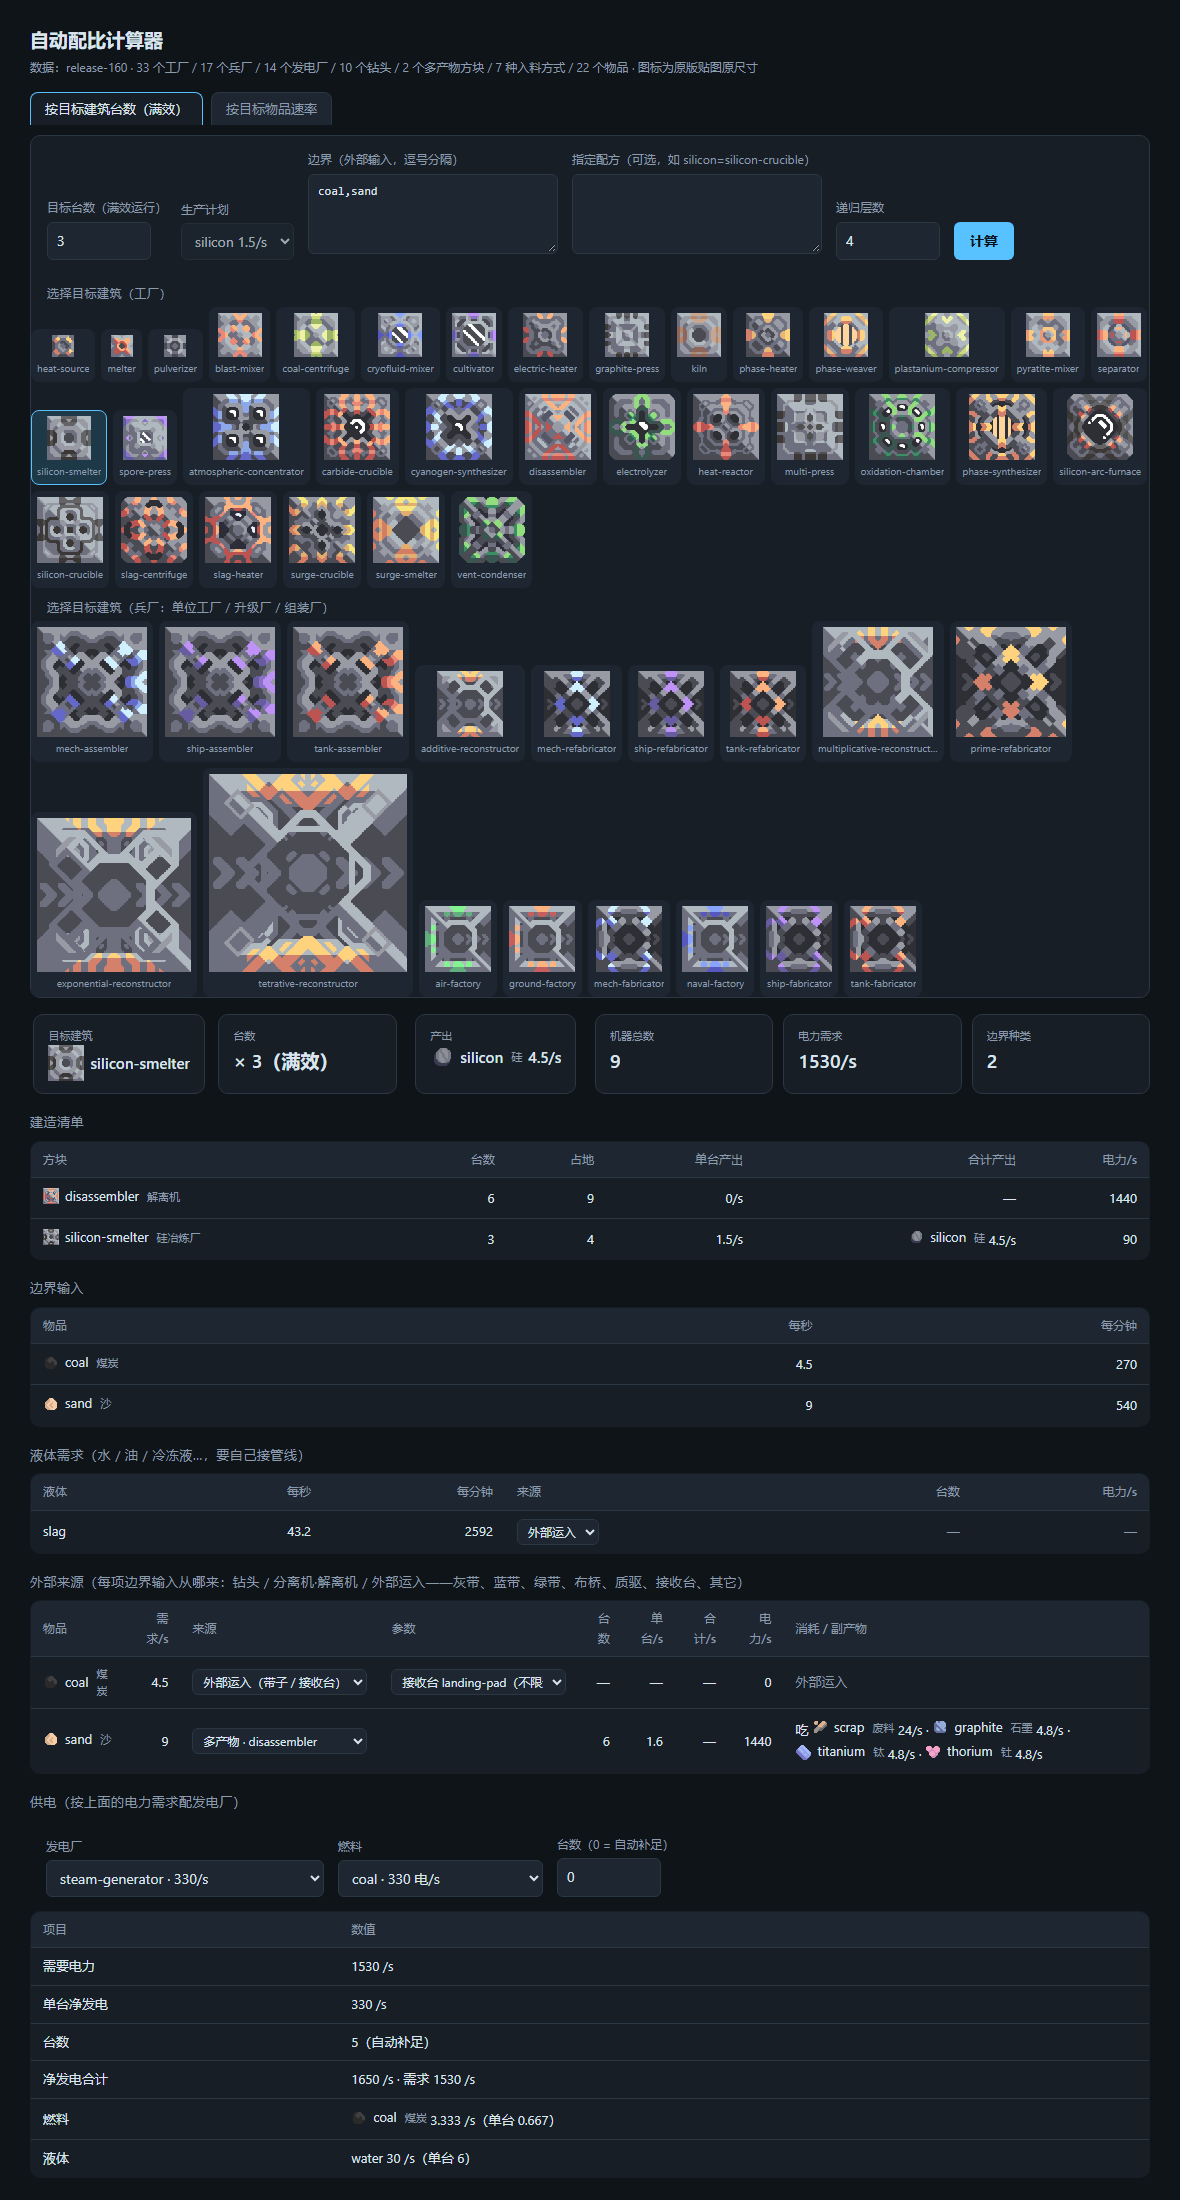 自动配比计算器
数据：release-160 · 33 个工厂 / 17 个兵厂 / 14 个发电厂 / 10 个钻头 / 2 个多产物方块 / 7 种入料方式 / 22 个物品 · 图标为原版贴图原尺寸
按目标建筑台数（满效） 按目标物品速率
边界（外部输入，逗号分隔） 指定配方（可选，如 silicon=silicon-crucible）
目标台数（满效运行） 生产计划 coal,sand 递归层数
3 silicon 1.5/s 4 计算
选择目标建筑（工厂）
heat-source melter pulverizer blast-mixer coal-centrifuge cryofluid-mixer cultivator electric-heater graphite-press kiln phase-heater phase-weaver plastanium-compressor pyratite-mixer separator
silicon-smelter spore-press atmospheric-concentrator carbide-crucible cyanogen-synthesizer disassembler electrolyzer heat-reactor multi-press oxidation-chamber phase-synthesizer silicon-arc-furnace
silicon-crucible slag-centrifuge slag-heater surge-crucible surge-smelter vent-condenser
选择目标建筑（兵厂：单位工厂 / 升级厂 / 组装厂）
mech-assembler ship-assembler tank-assembler additive-reconstructor mech-refabricator ship-refabricator tank-refabricator multiplicative-reconstruct... prime-refabricator
exponential-reconstructor tetrative-reconstructor air-factory ground-factory mech-fabricator naval-factory ship-fabricator tank-fabricator
目标建筑 台数 产出 机器总数 电力需求 边界种类
silicon-smelter × 3（满效） silicon 硅 4.5/s 9 1530/s 2
建造清单
方块 台数 占地 单台产出 合计产出 电力/s
disassembler 解离机 6 9 0/s — 1440
silicon-smelter 硅冶炼厂 3 4 1.5/s silicon 硅 4.5/s 90
边界输入
物品 每秒 每分钟
coal 煤炭 4.5 270
sand 沙 9 540
液体需求（水 / 油 / 冷冻液…，要自己接管线）
液体 每秒 每分钟 来源 台数 电力/s
slag 43.2 2592 外部运入 — —
外部来源（每项边界输入从哪来：钻头 / 分离机·解离机 / 外部运入——灰带、蓝带、绿带、布桥、质驱、接收台、其它）
物品 需求/s 来源 参数 台数 单台/s 合计/s 电力/s 消耗 / 副产物
coal 煤炭 4.5 外部运入（带子 / 接收台） 接收台 landing-pad（不限 — — — 0 外部运入
sand 沙 9 多产物 · disassembler 6 1.6 — 1440 吃 scrap 废料 24/s · graphite 石墨 4.8/s ·
titanium 钛 4.8/s · thorium 钍 4.8/s
供电（按上面的电力需求配发电厂）
发电厂 燃料 台数（0 = 自动补足）
steam-generator · 330/s coal · 330 电/s 0
项目 数值
需要电力 1530 /s
单台净发电 330 /s
台数 5（自动补足）
净发电合计 1650 /s · 需求 1530 /s
燃料 coal 煤炭 3.333 /s（单台 0.667）
液体 water 30 /s（单台 6）